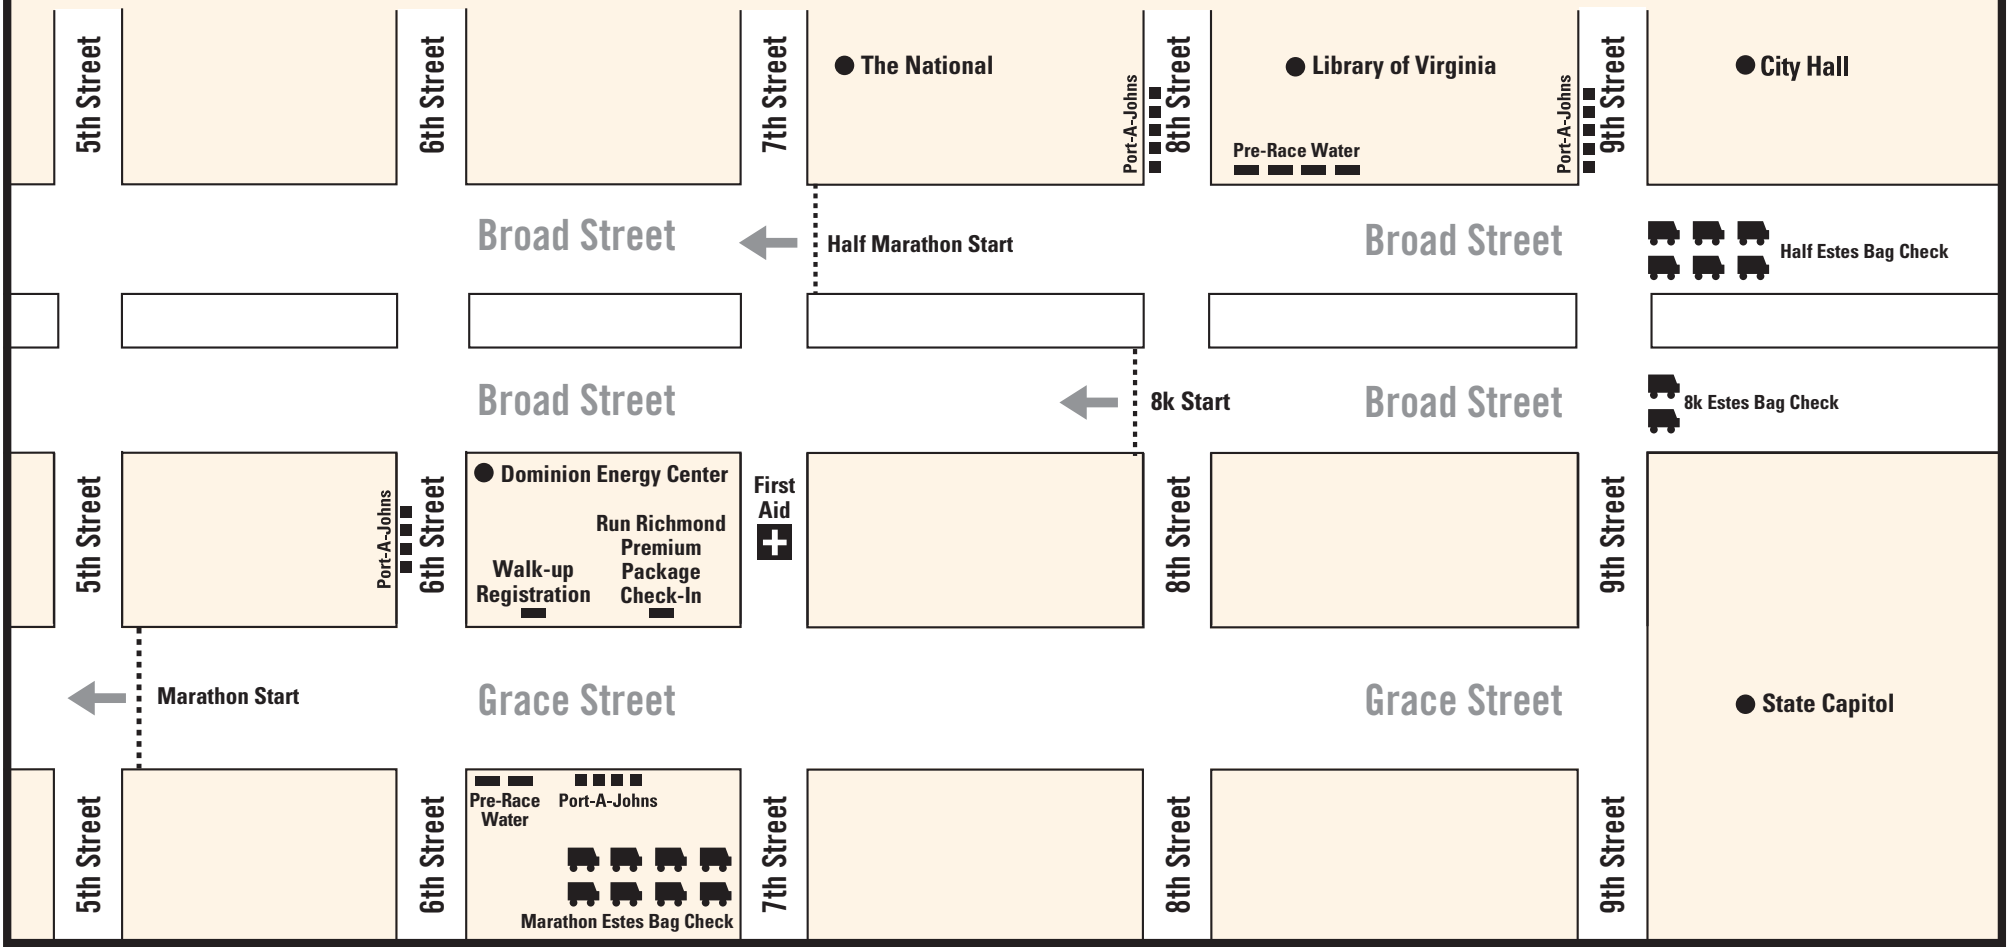 5th Street
6th Street
7th Street
The National
Port-A-Johns
8th Street
Library of Virginia
Pre-Race Water
Port-A-Johns
9th Street
City Hall
Broad Street
Half Marathon Start
Broad Street
Half Estes Bag Check
Broad Street
8k Start
Broad Street
8k Estes Bag Check
5th Street
Port-A-Johns
6th Street
Dominion Energy Center
Walk-up
Registration
Run Richmond
Premium
Package
Check-In
First
Aid
8th Street
9th Street
Marathon Start
Grace Street
Grace Street
State Capitol
5th Street
6th Street
Pre-Race
Water
Port-A-Johns
Marathon Estes Bag Check
7th Street
8th Street
9th Street